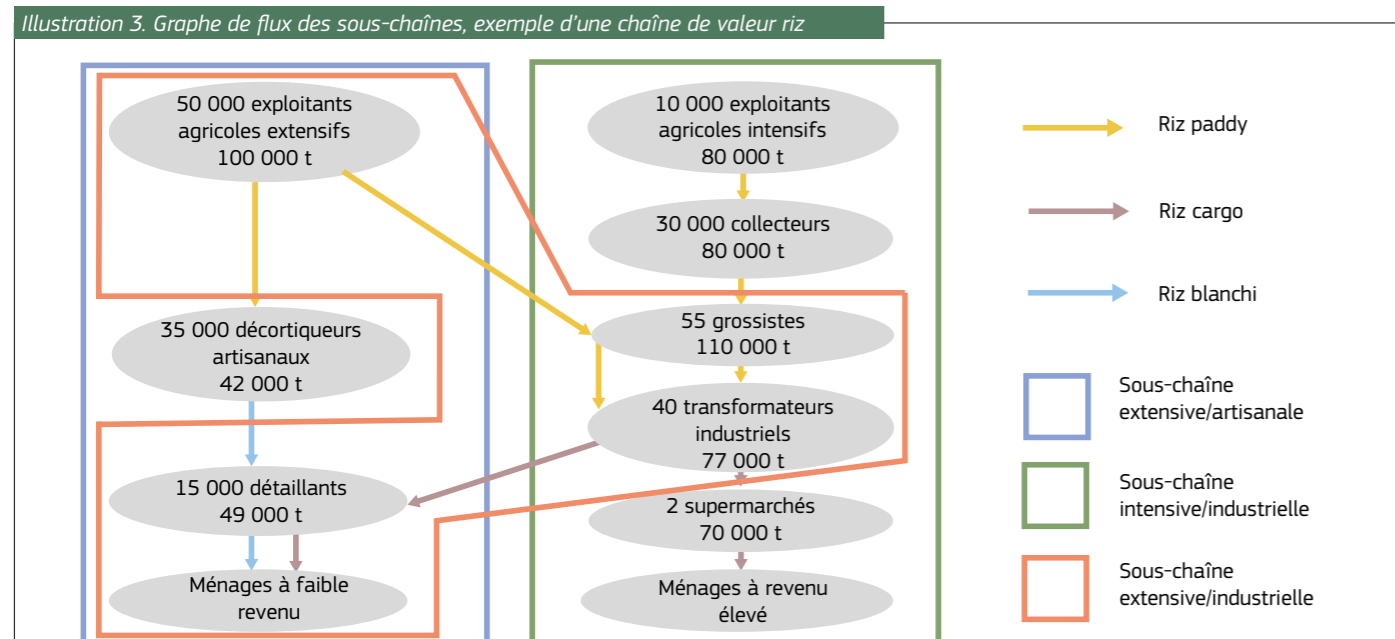 Illustration 3. Graphe de flux des sous-chaînes, exemple d'une chaîne de valeur riz
50 000 exploitants
agricoles extensifs
100 000 t
35 000 décortiqueurs
artisanaux
42 000 t
15 000 détaillants
49 000 t
Ménages à faible
revenu
10 000 exploitants
agricoles intensifs
80 000 t
30 000 collecteurs
80 000 t
55 grossistes
110 000 t
40 transformateurs
industriels
77 000 t
2 supermarchés
70 000 t
Ménages à revenu
élevé
Riz paddy
Riz cargo
Riz blanchi
Sous-chaîne
extensive/artisanale
Sous-chaîne
intensive/industrielle
Sous-chaîne
extensive/industrielle